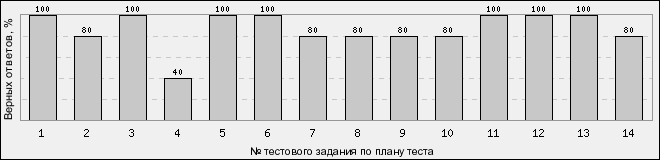 100 80 100 40 100 100 80 80 80 80 100 100 100 80
Верных ответов, %
1 2 3 4 5 6 7 8 9 10 11 12 13 14
№ тестового задания по плану теста